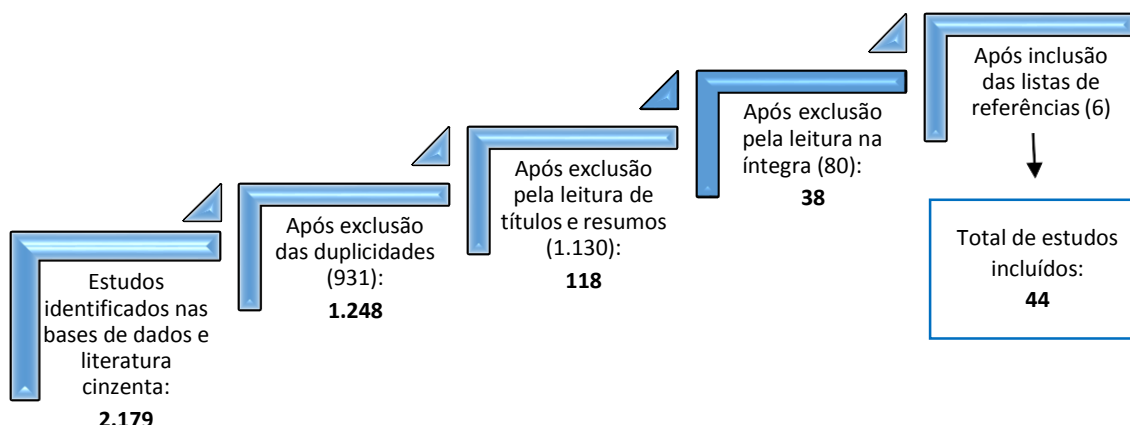 Estudos
identificados nas
bases de dados e
literatura
cinzenta:
2.179
Após exclusão
das duplicidades
(931):
1.248
Após exclusão
pela leitura de
títulos e resumos
(1.130):
118
Após exclusão
pela leitura na
íntegra (80):
38
Após inclusão
das listas de
referências (6)
Total de estudos
incluídos:
44